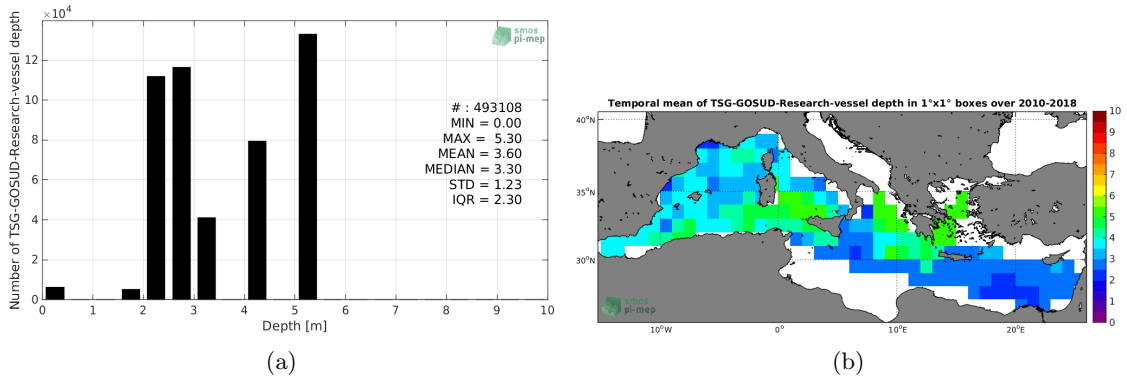 ×10⁴
smos
pi-mep
Number of TSG-GOSUD-Research-vessel depth
12
10
8
6
4
2
0
# : 493108
MIN = 0.00
MAX = 5.30
MEAN = 3.60
MEDIAN = 3.30
STD = 1.23
IQR = 2.30
0 1 2 3 4 5 6 7 8 9 10
Depth [m]
(a)
Temporal mean of TSG-GOSUD-Research-vessel depth in 1°x1° boxes over 2010-2018
40°N
35°N
30°N
smos
pi-mep
10°W 0° 10°E 20°E
10
9
8
7
6
5
4
3
2
1
0
(b)